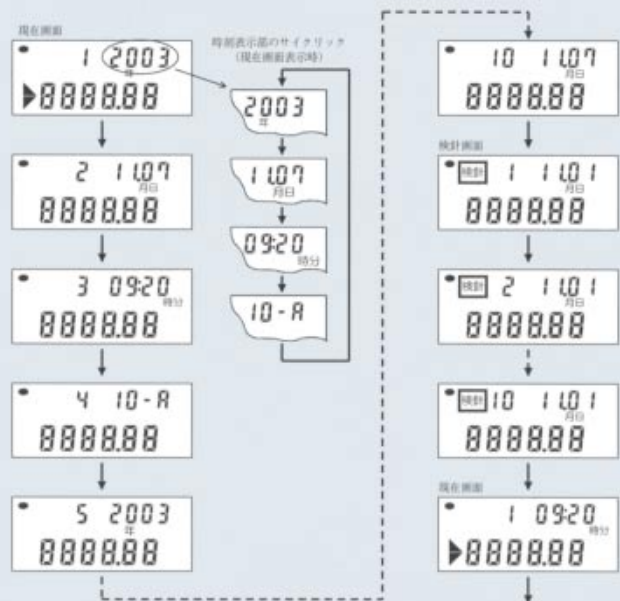 現在画面
1 2003
年
8888.88
2 11.07
月日
8888.88
3 09:20
時分
8888.88
4 10-A
8888.88
5 2003
年
8888.88
時刻表示部のサイクリック
(現在画面表示時)
2003
年
11.07
月日
09:20
時分
10-A
10 11.07
月日
8888.88
検針画面
検針 1 11.01
月日
8888.88
検針 2 11.01
月日
8888.88
検針 10 11.01
月日
8888.88
現在画面
1 09:20
時分
8888.88